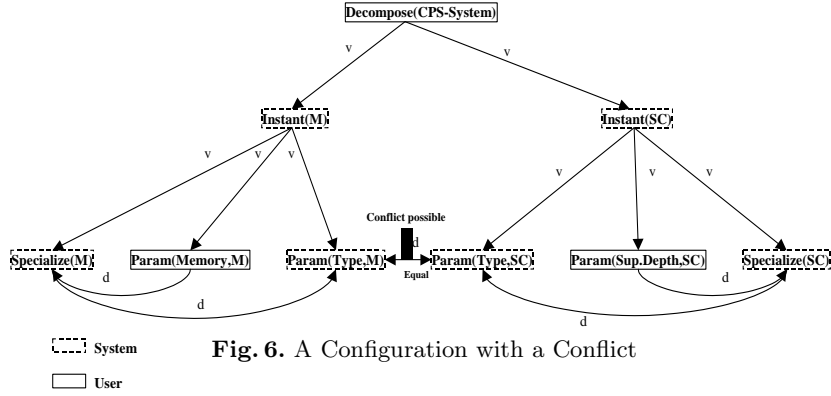 Decompose(CPS-System)
v
v
Instant(M)
Instant(SC)
v
v
v
v
v
v
Conflict possible
d
Specialize(M)
Param(Memory,M)
Param(Type,M)
Param(Type,SC)
Param(Sup.Depth,SC)
Specialize(SC)
Equal
d
d
d
d
System
Fig. 6. A Configuration with a Conflict
User